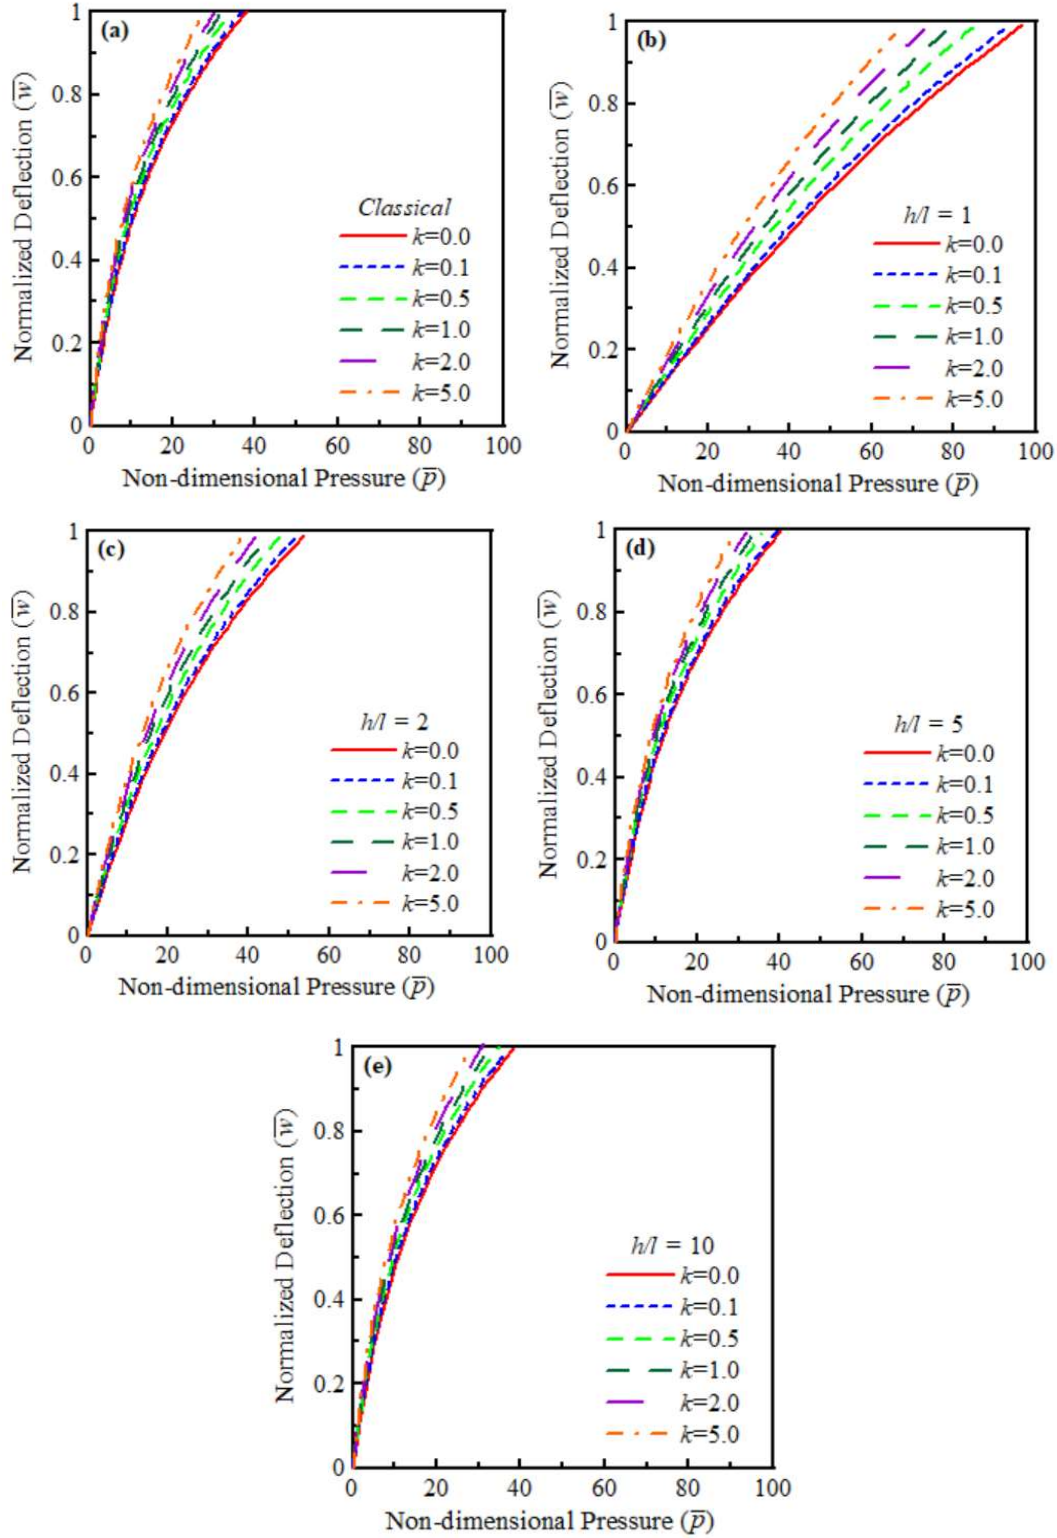 (a)
Normalized Deflection (w̅)
1
0.8
0.6
0.4
0.2
0
Classical
k=0.0
k=0.1
k=0.5
k=1.0
k=2.0
k=5.0
0 20 40 60 80 100
Non-dimensional Pressure (p̅)
(b)
Normalized Deflection (w̅)
1
0.8
0.6
0.4
0.2
0
h/l = 1
k=0.0
k=0.1
k=0.5
k=1.0
k=2.0
k=5.0
0 20 40 60 80 100
Non-dimensional Pressure (p̅)
(c)
Normalized Deflection (w̅)
1
0.8
0.6
0.4
0.2
0
h/l = 2
k=0.0
k=0.1
k=0.5
k=1.0
k=2.0
k=5.0
0 20 40 60 80 100
Non-dimensional Pressure (p̅)
(d)
Normalized Deflection (w̅)
1
0.8
0.6
0.4
0.2
0
h/l = 5
k=0.0
k=0.1
k=0.5
k=1.0
k=2.0
k=5.0
0 20 40 60 80 100
Non-dimensional Pressure (p̅)
(e)
Normalized Deflection (w̅)
1
0.8
0.6
0.4
0.2
0
h/l = 10
k=0.0
k=0.1
k=0.5
k=1.0
k=2.0
k=5.0
0 20 40 60 80 100
Non-dimensional Pressure (p̅)